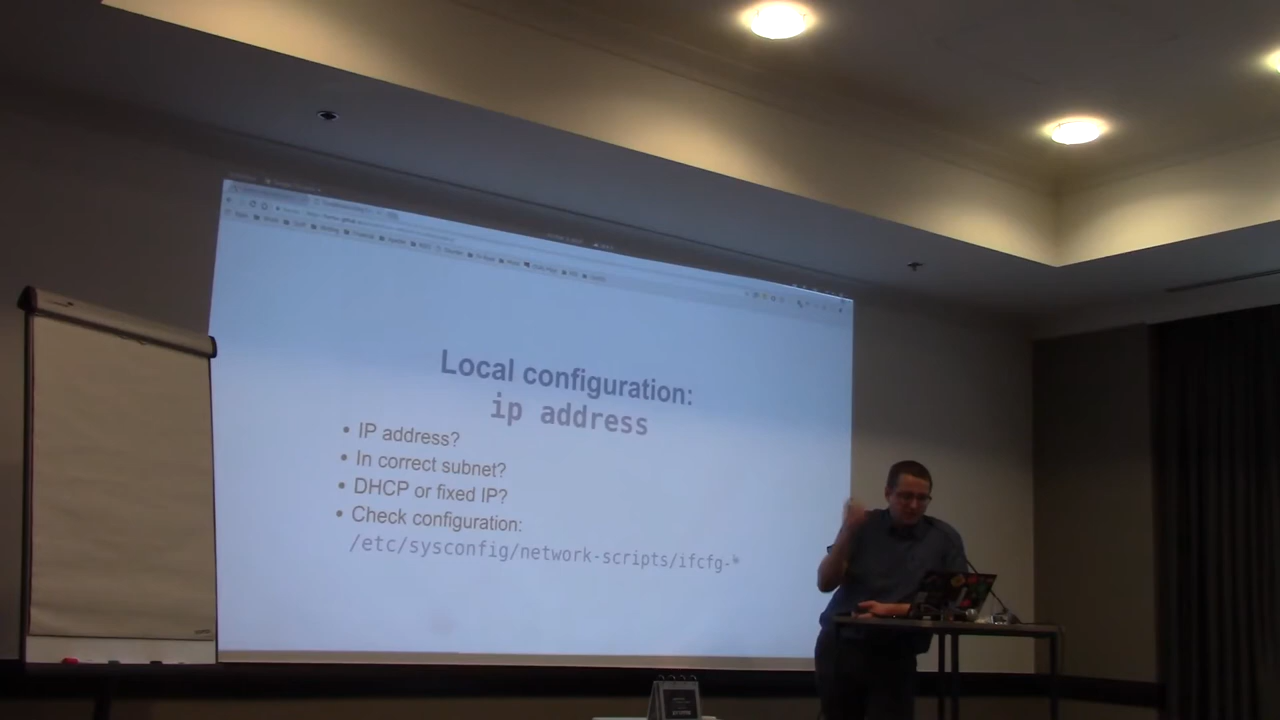 Local configuration:
ip address
• IP address?
• In correct subnet?
• DHCP or fixed IP?
• Check configuration:
/etc/sysconfig/network-scripts/ifcfg-*